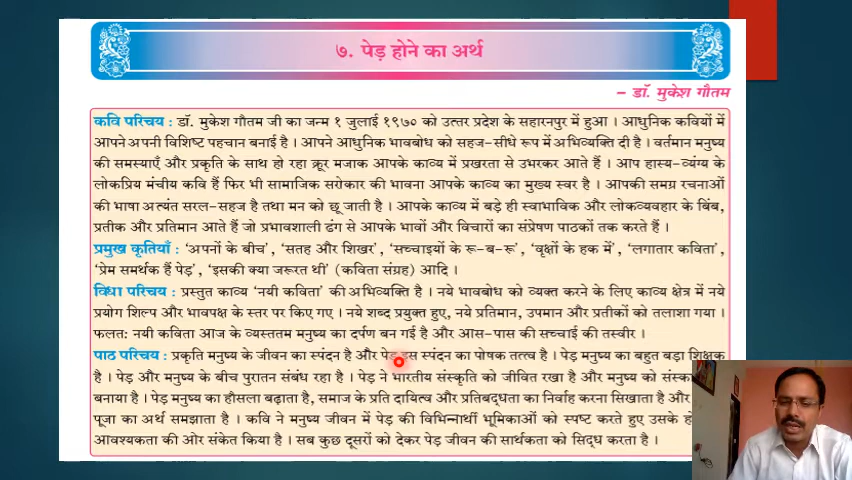 ७. पेड़ होने का अर्थ
– डॉ. मुकेश गौतम
कवि परिचय : डॉ. मुकेश गौतम जी का जन्म १ जुलाई १९७० को उत्तर प्रदेश के सहारनपुर में हुआ । आधुनिक कवियों में
आपने अपनी विशिष्ट पहचान बनाई है । आपने आधुनिक भावबोध को सहज-सीधे रूप में अभिव्यक्ति दी है । वर्तमान मनुष्य
की समस्याएँ और प्रकृति के साथ हो रहा क्रूर मजाक आपके काव्य में प्रखरता से उभरकर आते हैं । आप हास्य-व्यंग्य के
लोकप्रिय मंचीय कवि हैं फिर भी सामाजिक सरोकार की भावना आपके काव्य का मुख्य स्वर है । आपकी समग्र रचनाओं
की भाषा अत्यंत सरल-सहज है तथा मन को छू जाती है । आपके काव्य में बड़े ही स्वाभाविक और लोकव्यवहार के बिंब,
प्रतीक और प्रतिमान आते हैं जो प्रभावशाली ढंग से आपके भावों और विचारों का संप्रेषण पाठकों तक करते हैं ।
प्रमुख कृतियाँ : 'अपनों के बीच', 'सतह और शिखर', 'सच्चाइयों के रू-ब-रू', 'वृक्षों के हक में', 'लगातार कविता',
'प्रेम समर्थक हैं पेड़', 'इसकी क्या जरूरत थी' (कविता संग्रह) आदि ।
विधा परिचय : प्रस्तुत काव्य 'नयी कविता' की अभिव्यक्ति है । नये भावबोध को व्यक्त करने के लिए काव्य क्षेत्र में नये
प्रयोग शिल्प और भावपक्ष के स्तर पर किए गए । नये शब्द प्रयुक्त हुए, नये प्रतिमान, उपमान और प्रतीकों को तलाशा गया ।
फलतः नयी कविता आज के व्यस्ततम मनुष्य का दर्पण बन गई है और आस-पास की सच्चाई की तस्वीर ।
पाठ परिचय : प्रकृति मनुष्य के जीवन का स्पंदन है और पेड़ इस स्पंदन का पोषक तत्त्व है । पेड़ मनुष्य का बहुत बड़ा शिक्षक
है । पेड़ और मनुष्य के बीच पुरातन संबंध रहा है । पेड़ ने भारतीय संस्कृति को जीवित रखा है और मनुष्य को
बनाया है । पेड़ मनुष्य का हौसला बढ़ाता है, समाज के प्रति दायित्व और प्रतिबद्धता का निर्वाह करना सिखाता है और
पूजा का अर्थ समझाता है । कवि ने मनुष्य जीवन में पेड़ की विभिन्नार्थी भूमिकाओं को स्पष्ट करते हुए उसके
आवश्यकता की ओर संकेत किया है । सब कुछ दूसरों को देकर पेड़ जीवन की सार्थकता को सिद्ध करता है ।